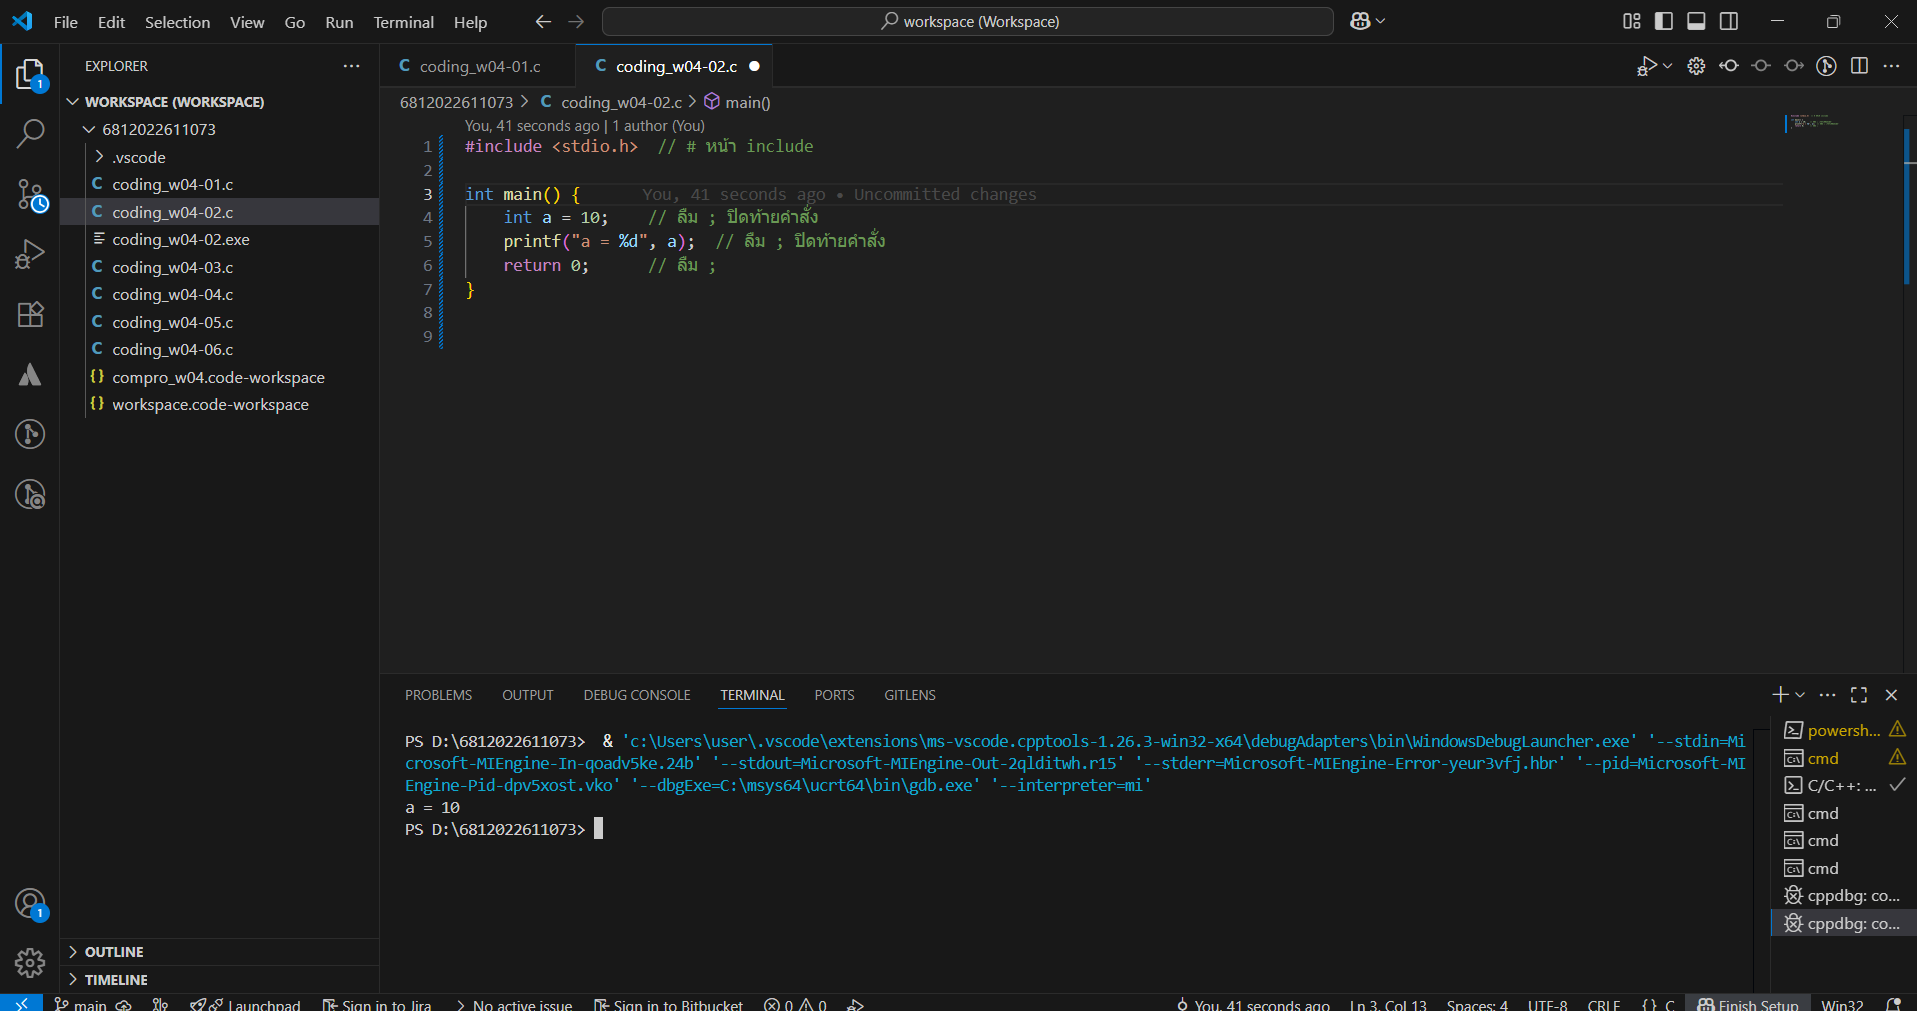 File Edit Selection View Go Run Terminal Help
workspace (Workspace)
EXPLORER
WORKSPACE (WORKSPACE)
6812022611073
.vscode
coding_w04-01.c
coding_w04-02.c
coding_w04-02.exe
coding_w04-03.c
coding_w04-04.c
coding_w04-05.c
coding_w04-06.c
compro_w04.code-workspace
workspace.code-workspace
OUTLINE
TIMELINE
coding_w04-01.c coding_w04-02.c
6812022611073 > C coding_w04-02.c > main()
You, 41 seconds ago | 1 author (You)
1 #include <stdio.h>  // # หน้า include
2
3 int main() {    You, 41 seconds ago • Uncommitted changes
4     int a = 10;    // ลืม ; ปิดท้ายคำสั่ง
5     printf("a = %d", a);  // ลืม ; ปิดท้ายคำสั่ง
6     return 0;      // ลืม ;
7 }
8
9
PROBLEMS OUTPUT DEBUG CONSOLE TERMINAL PORTS GITLENS
PS D:\6812022611073>  & 'c:\Users\user\.vscode\extensions\ms-vscode.cpptools-1.26.3-win32-x64\debugAdapters\bin\WindowsDebugLauncher.exe' '--stdin=Mi
crosoft-MIEngine-In-qoadv5ke.24b' '--stdout=Microsoft-MIEngine-Out-2qlditwh.r15' '--stderr=Microsoft-MIEngine-Error-yeur3vfj.hbr' '--pid=Microsoft-MI
Engine-Pid-dpv5xost.vko' '--dbgExe=C:\msys64\ucrt64\bin\gdb.exe' '--interpreter=mi'
a = 10
PS D:\6812022611073>
powersh...
cmd
C/C++: ...
cmd
cmd
cmd
cppdbg: co...
cppdbg: co...
main Launchpad Sign in to Jira No active issue Sign in to Bitbucket 0 0 You, 41 seconds ago Ln 3, Col 13 Spaces: 4 UTF-8 CRLF {} C Finish Setup Win32